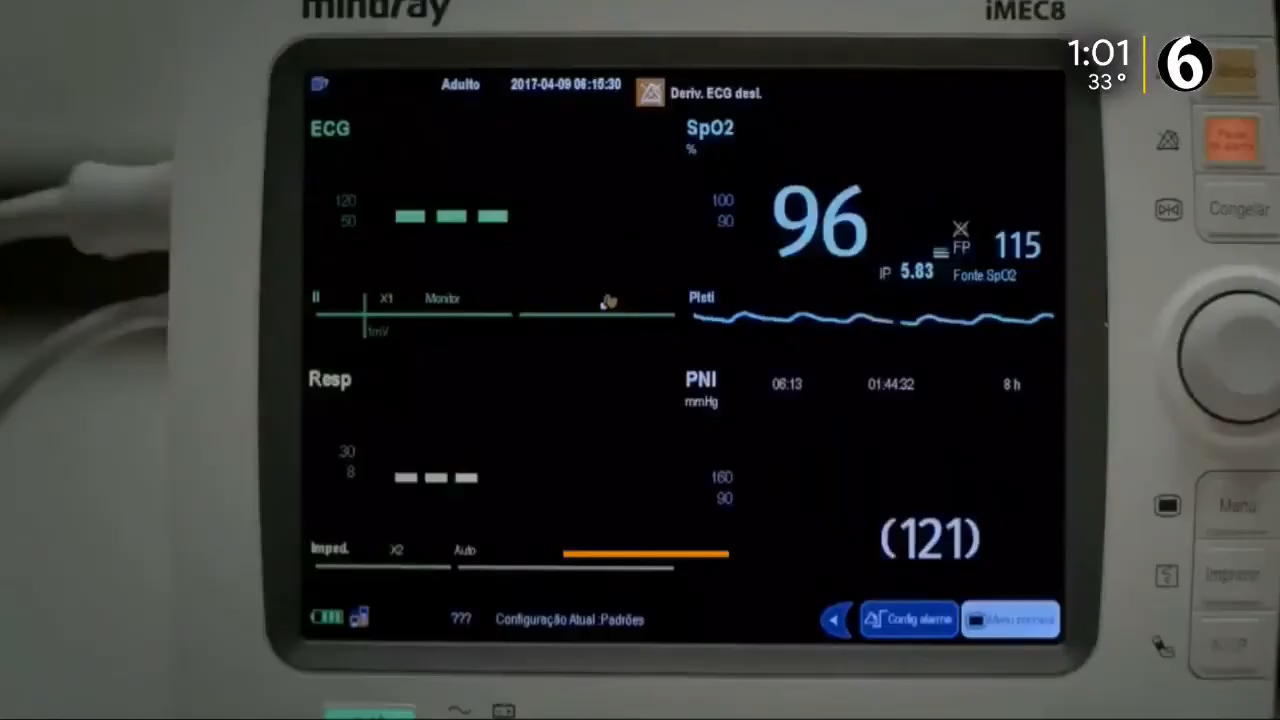 mindray
iMEC8
1:01
33°
6
Adulto
2017-04-09 06:15:30
Deriv. ECG desl.
ECG
SpO2
%
120
50
100
90
96
FP
115
IP 5.83
Fonte SpO2
Congelar
II X1 Monitor
1mV
Pleti
Resp
PNI
mmHg
06:13
01:44:32
8 h
30
8
160
90
(121)
Menu
Imprimir
Imped. X2 Auto
??? Configuração Atual :Padrões
Config alarme